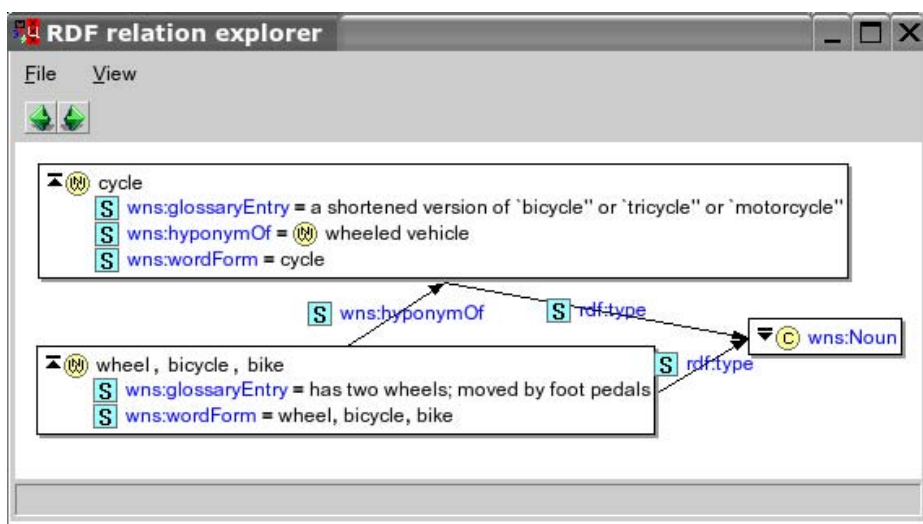 RDF relation explorer
File View
cycle
S wns:glossaryEntry = a shortened version of `bicycle" or `tricycle" or `motorcycle"
S wns:hyponymOf = wheeled vehicle
S wns:wordForm = cycle
S wns:hyponymOf
S rdf:type
C wns:Noun
wheel, bicycle, bike
S wns:glossaryEntry = has two wheels; moved by foot pedals
S wns:wordForm = wheel, bicycle, bike
S rdf:type